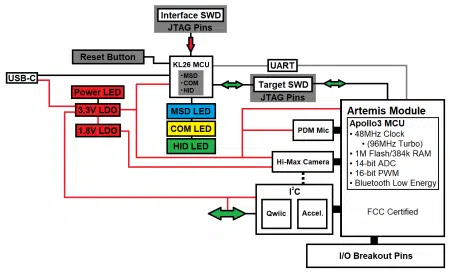 Interface SWD
JTAG Pins
Reset Button
KL26 MCU
•MSD
•COM
•HID
UART
USB-C
Power LED
3.3V LDO
1.8V LDO
Target SWD
JTAG Pins
MSD LED
COM LED
HID LED
PDM Mic
Hi-Max Camera
I²C
Qwiic
Accel.
Artemis Module
Apollo3 MCU
• 48MHz Clock
• (96MHz Turbo)
• 1M Flash/384k RAM
• 14-bit ADC
• 16-bit PWM
• Bluetooth Low Energy
FCC Certified
I/O Breakout Pins